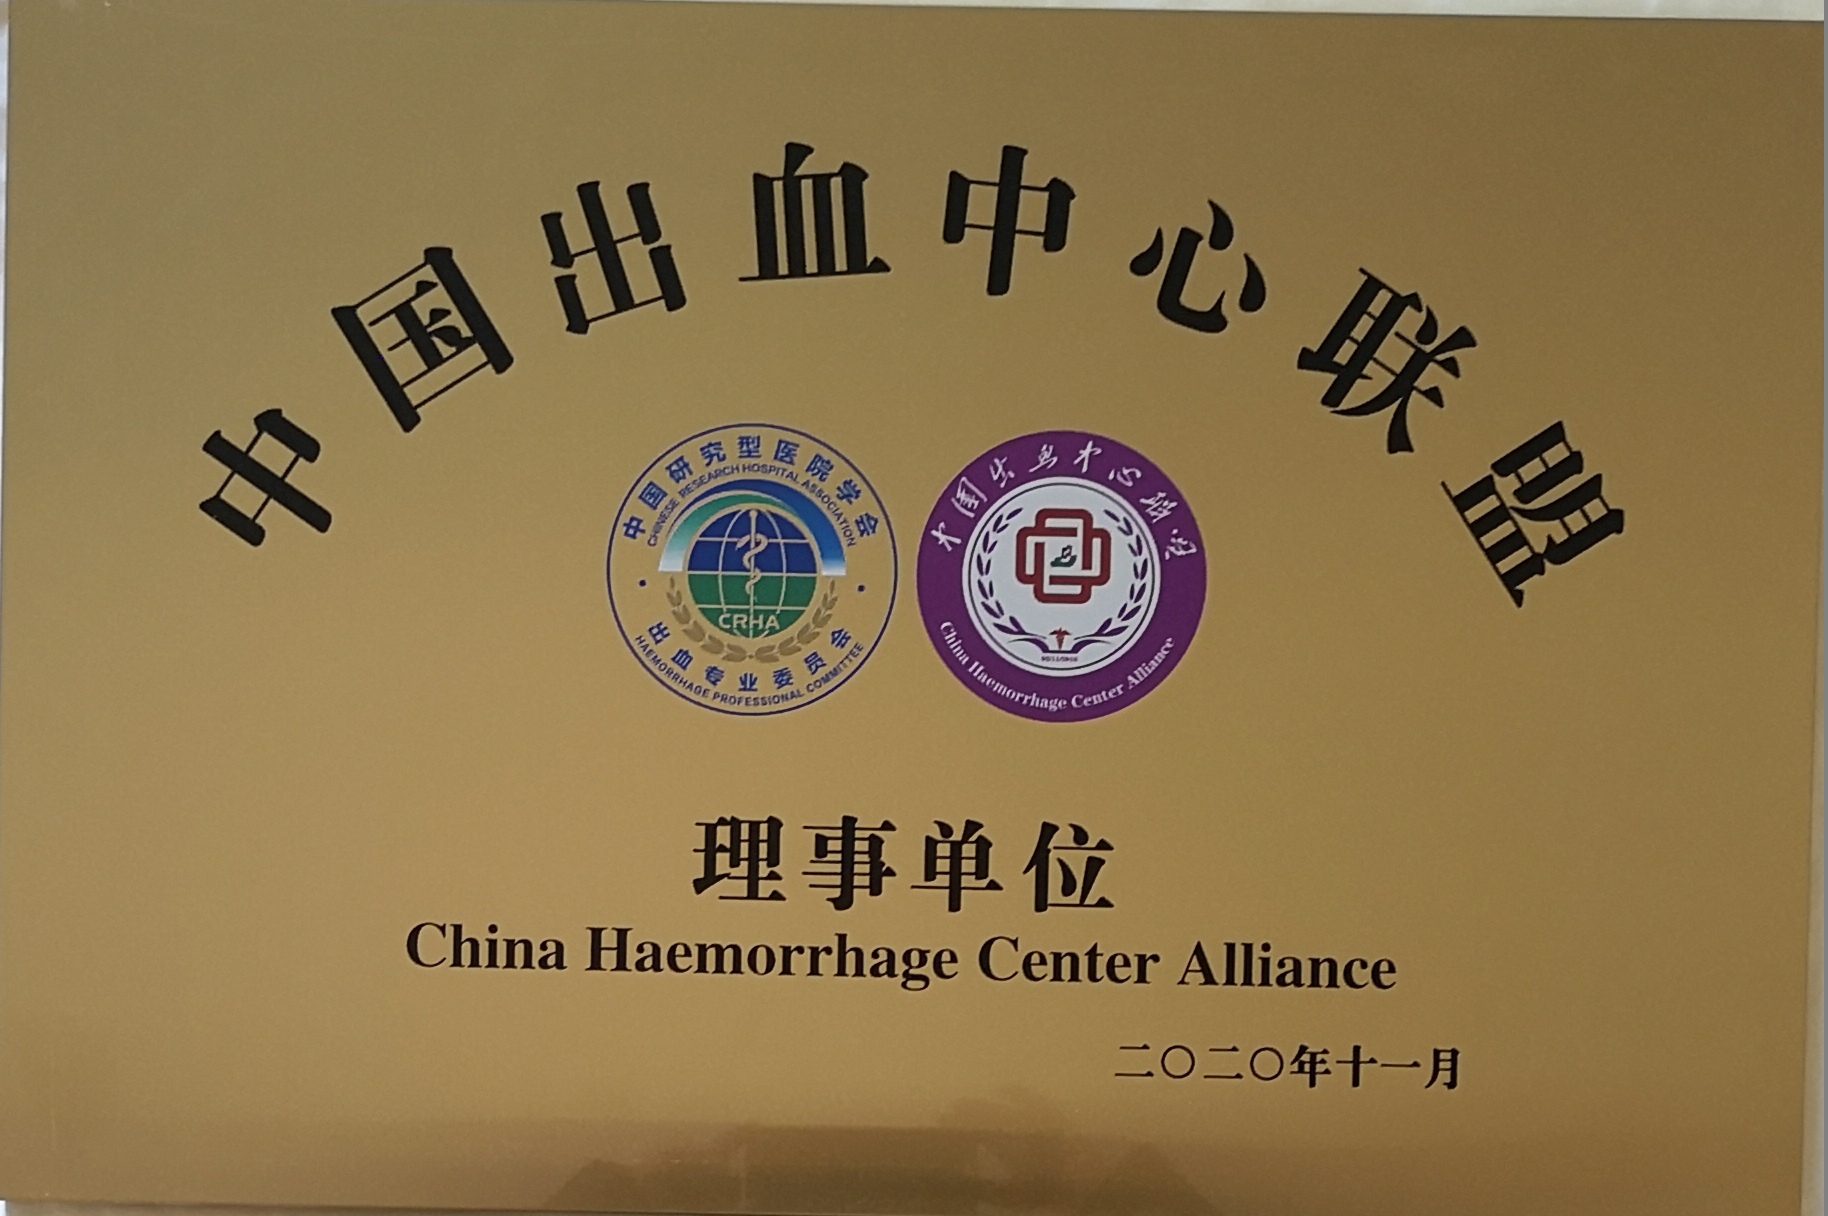 中国出血中心联盟
中国研究型医院学会
CHINESE RESEARCH HOSPITAL ASSOCIATION
CRHA
出血专业委员会
HAEMORRHAGE PROFESSIONAL COMMITTEE
中国出血中心联盟
China Haemorrhage Center Alliance
理事单位
China Haemorrhage Center Alliance
二〇二〇年十一月